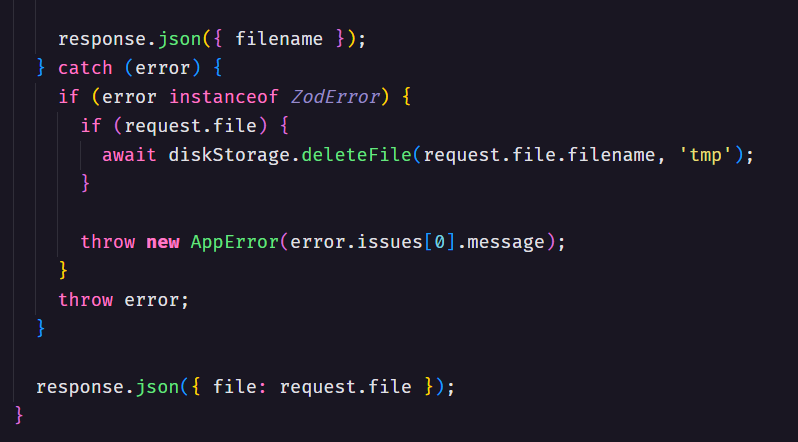 response.json({ filename });
} catch (error) {
if (error instanceof ZodError) {
if (request.file) {
await diskStorage.deleteFile(request.file.filename, 'tmp');
}
throw new AppError(error.issues[0].message);
}
throw error;
}
response.json({ file: request.file });
}